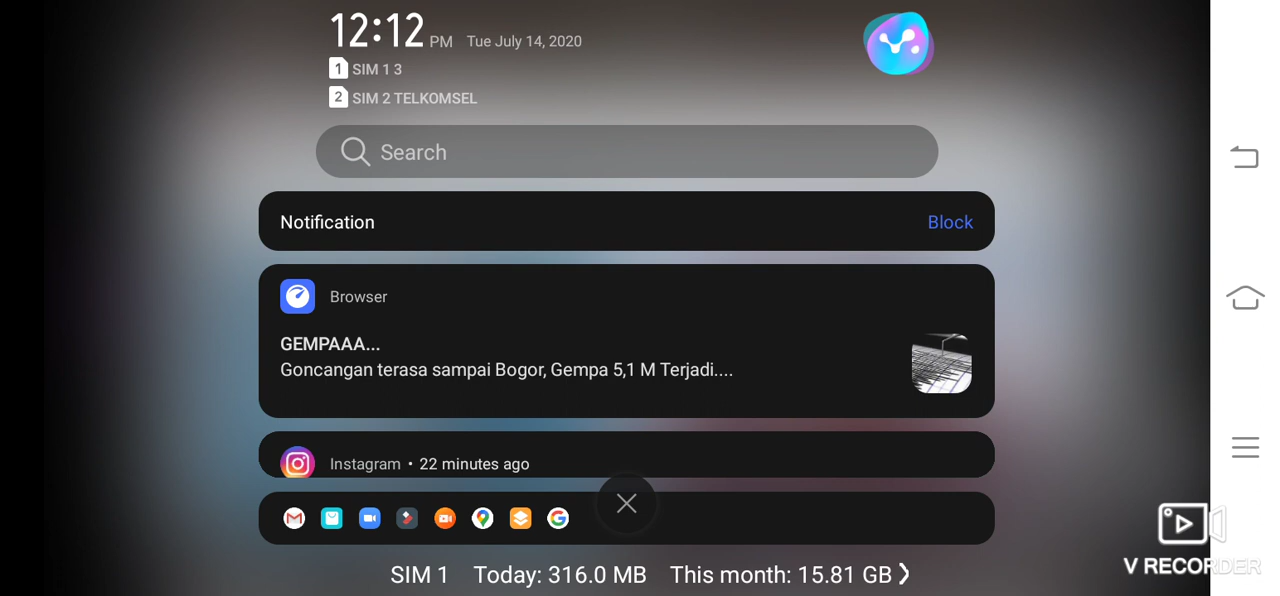 12:12 PM Tue July 14, 2020
1 SIM 1 3
2 SIM 2 TELKOMSEL
Search
Notification Block
Browser
GEMPAAA...
Goncangan terasa sampai Bogor, Gempa 5,1 M Terjadi....
Instagram • 22 minutes ago
SIM 1 Today: 316.0 MB This month: 15.81 GB
V RECORDER